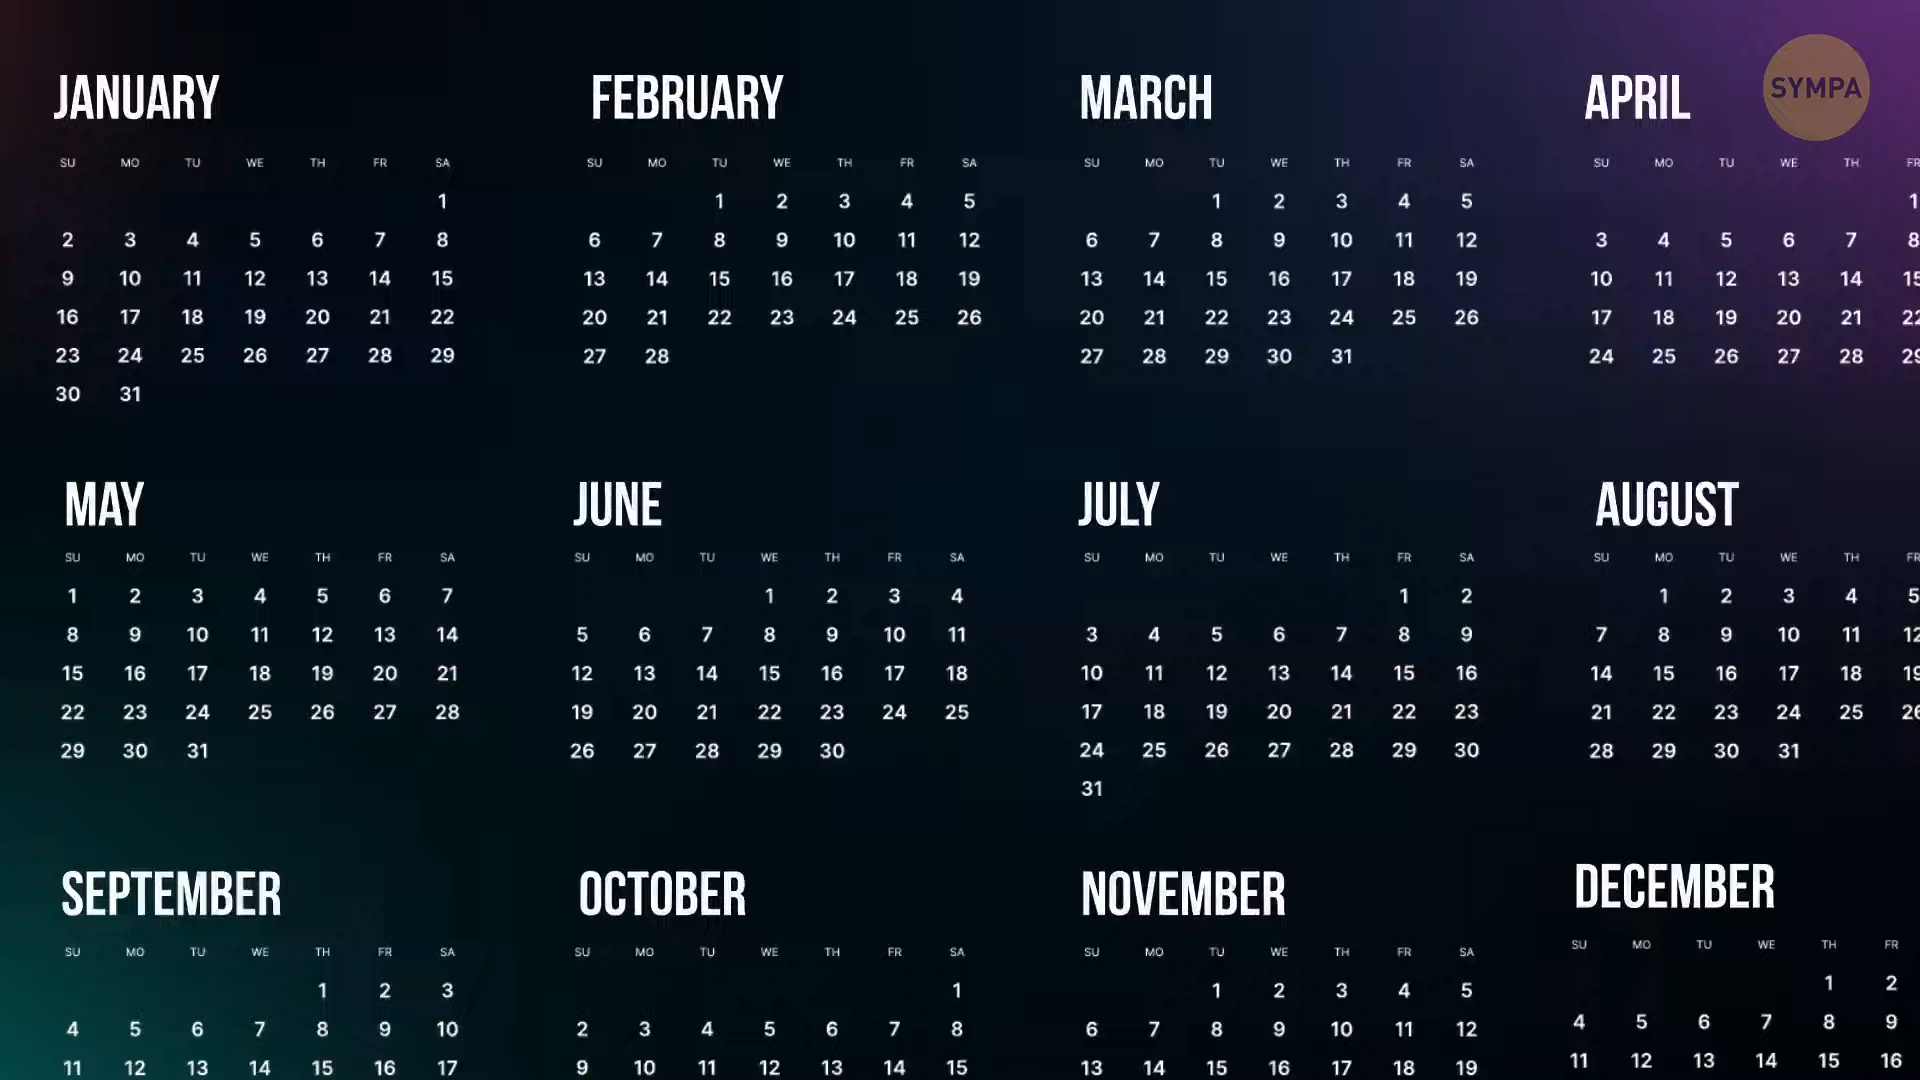 JANUARY FEBRUARY MARCH APRIL SYMPA
SU MO TU WE TH FR SA SU MO TU WE TH FR SA SU MO TU WE TH FR SA SU MO TU WE TH FR
1 1 2 3 4 5 1 2 3 4 5 1
2 3 4 5 6 7 8 6 7 8 9 10 11 12 6 7 8 9 10 11 12 3 4 5 6 7 8
9 10 11 12 13 14 15 13 14 15 16 17 18 19 13 14 15 16 17 18 19 10 11 12 13 14 15
16 17 18 19 20 21 22 20 21 22 23 24 25 26 20 21 22 23 24 25 26 17 18 19 20 21 22
23 24 25 26 27 28 29 27 28 27 28 29 30 31 24 25 26 27 28 29
30 31
MAY JUNE JULY AUGUST
SU MO TU WE TH FR SA SU MO TU WE TH FR SA SU MO TU WE TH FR SA SU MO TU WE TH FR
1 2 3 4 5 6 7 1 2 3 4 1 2 1 2 3 4 5
8 9 10 11 12 13 14 5 6 7 8 9 10 11 3 4 5 6 7 8 9 7 8 9 10 11 12
15 16 17 18 19 20 21 12 13 14 15 16 17 18 10 11 12 13 14 15 16 14 15 16 17 18 19
22 23 24 25 26 27 28 19 20 21 22 23 24 25 17 18 19 20 21 22 23 21 22 23 24 25 26
29 30 31 26 27 28 29 30 24 25 26 27 28 29 30 28 29 30 31
31
SEPTEMBER OCTOBER NOVEMBER DECEMBER
SU MO TU WE TH FR SA SU MO TU WE TH FR SA SU MO TU WE TH FR SA SU MO TU WE TH FR
1 2 3 1 1 2 3 4 5 1 2
4 5 6 7 8 9 10 2 3 4 5 6 7 8 6 7 8 9 10 11 12 4 5 6 7 8 9
11 12 13 14 15 16 17 9 10 11 12 13 14 15 13 14 15 16 17 18 19 11 12 13 14 15 16